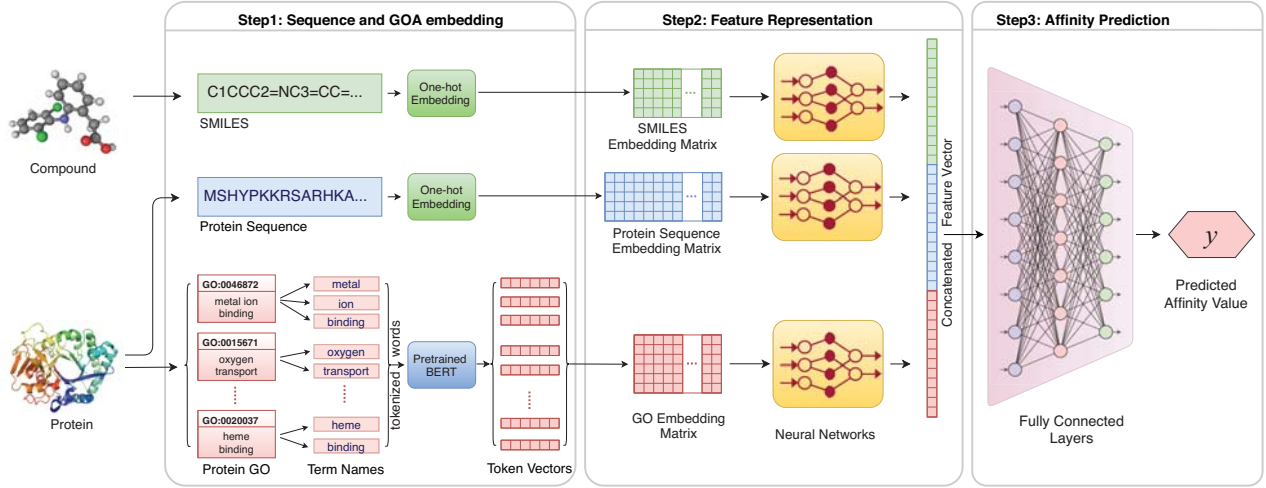 Step1: Sequence and GOA embedding
Step2: Feature Representation
Step3: Affinity Prediction
Compound
C1CCC2=NC3=CC=...
SMILES
One-hot
Embedding
...
SMILES
Embedding Matrix
MSHYPKKRSARHKA...
Protein Sequence
One-hot
Embedding
...
Protein Sequence
Embedding Matrix
Concatenated Feature Vector
y
Predicted
Affinity Value
Protein
GO:0046872
metal ion
binding
metal
ion
binding
GO:0015671
oxygen
transport
oxygen
transport
GO:0020037
heme
binding
heme
binding
Protein GO
Term Names
tokenized words
Pretrained
BERT
Token Vectors
...
GO Embedding
Matrix
Neural Networks
Fully Connected
Layers